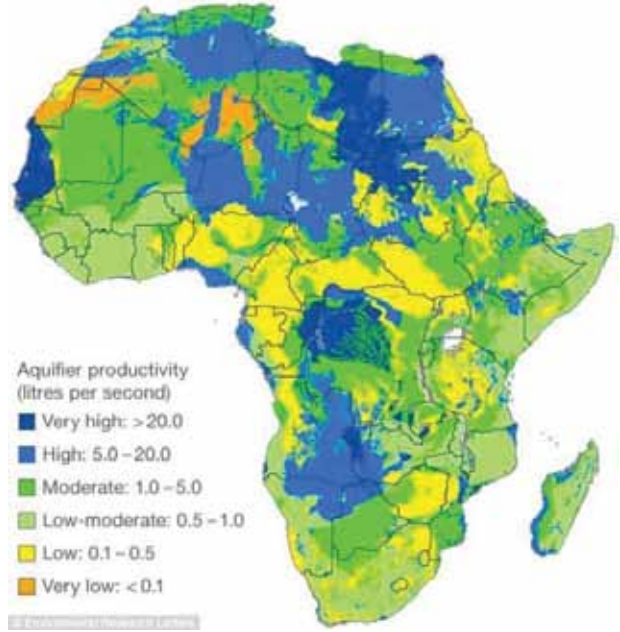 Aquifier productivity
(litres per second)
Very high: >20.0
High: 5.0–20.0
Moderate: 1.0–5.0
Low-moderate: 0.5–1.0
Low: 0.1–0.5
Very low: <0.1
© Environmental Research Letters